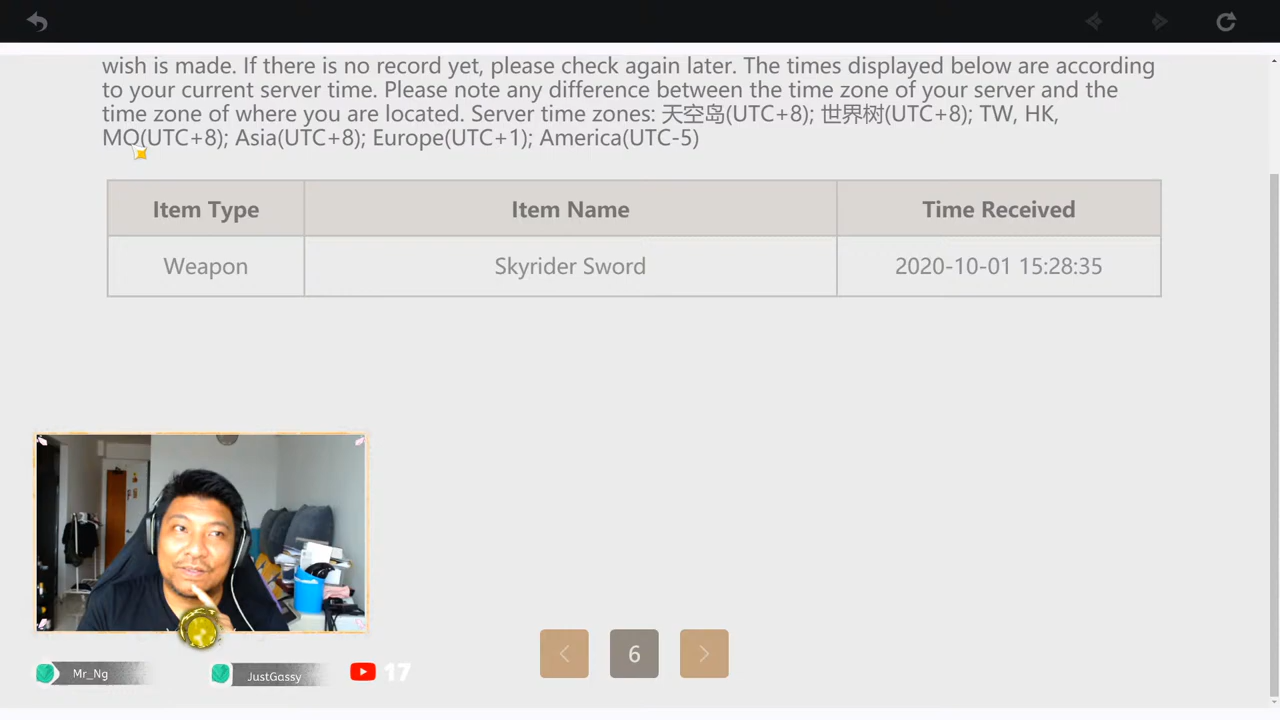 wish is made. If there is no record yet, please check again later. The times displayed below are according
to your current server time. Please note any difference between the time zone of your server and the
time zone of where you are located. Server time zones: 天空岛(UTC+8); 世界树(UTC+8); TW, HK,
MO(UTC+8); Asia(UTC+8); Europe(UTC+1); America(UTC-5)
Item Type Item Name Time Received
Weapon Skyrider Sword 2020-10-01 15:28:35
6
Mr_Ng JustGassy 17